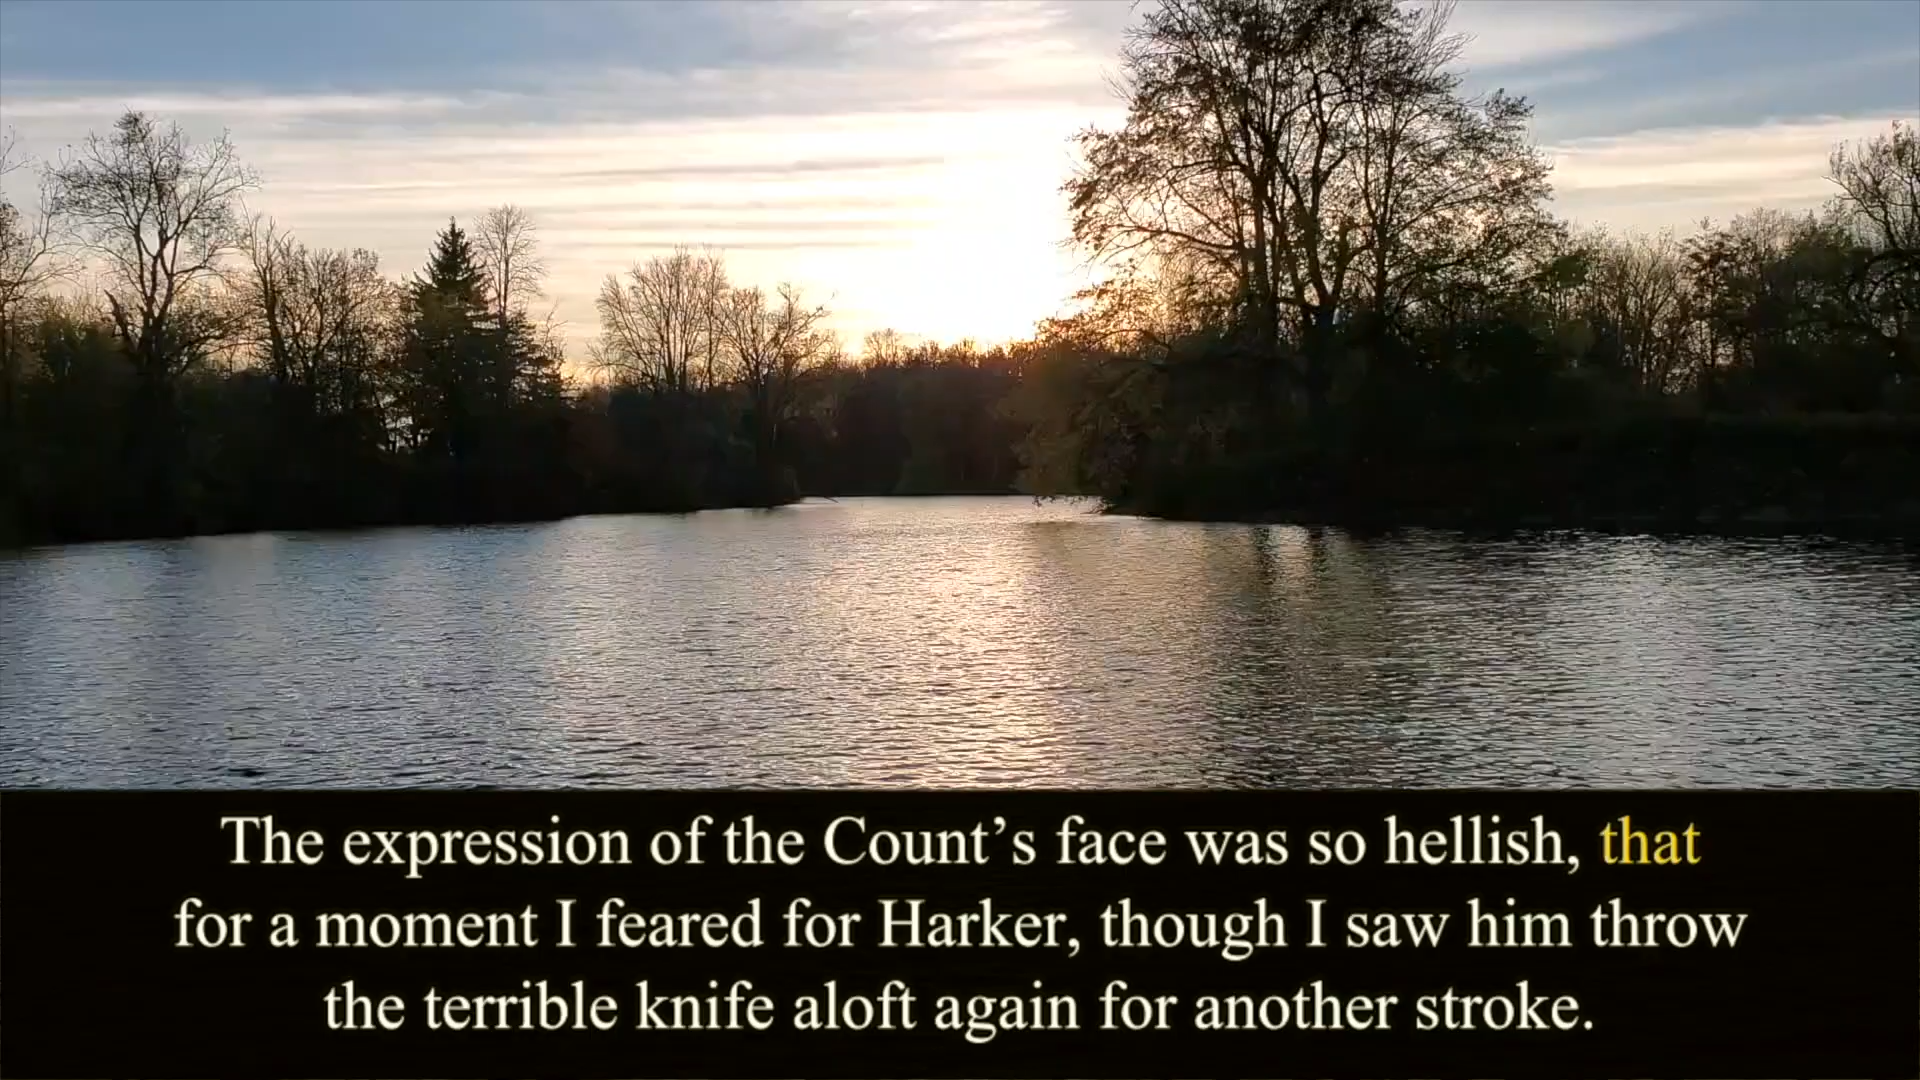 The expression of the Count’s face was so hellish, that
for a moment I feared for Harker, though I saw him throw
the terrible knife aloft again for another stroke.